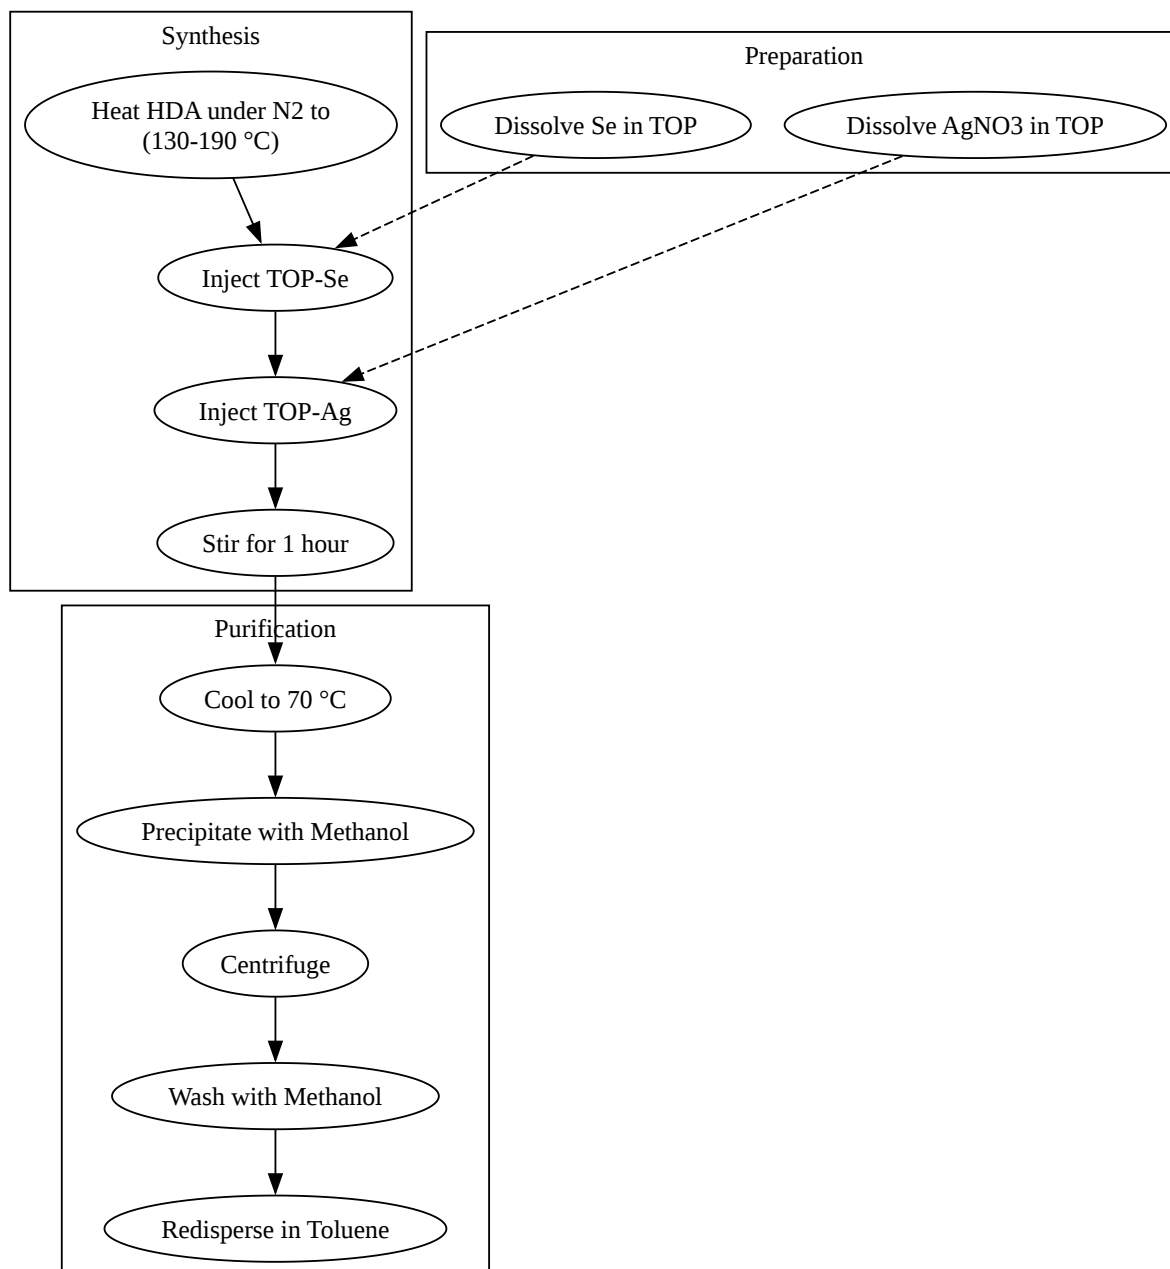 Synthesis
Heat HDA under N2 to
(130-190 °C)
Inject TOP-Se
Inject TOP-Ag
Stir for 1 hour
Preparation
Dissolve Se in TOP
Dissolve AgNO3 in TOP
Purification
Cool to 70 °C
Precipitate with Methanol
Centrifuge
Wash with Methanol
Redisperse in Toluene